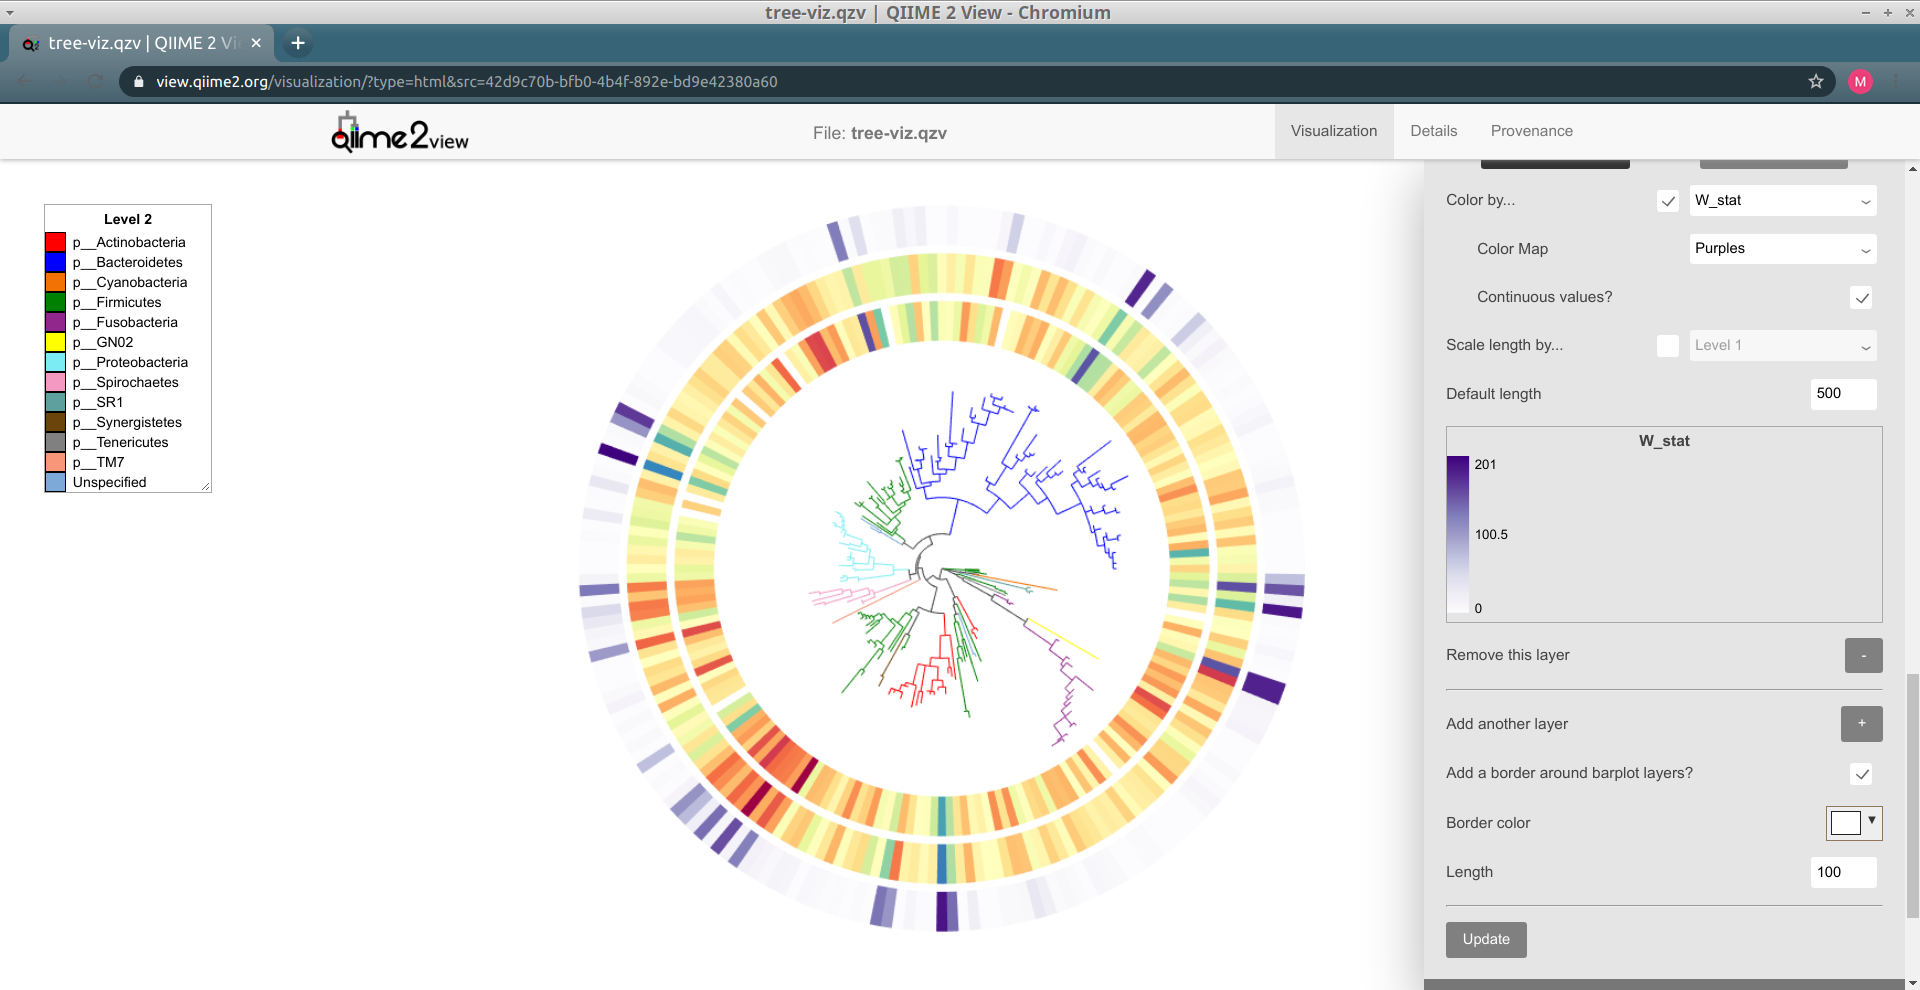 tree-viz.qzv | QIIME 2 View - Chromium
tree-viz.qzv | QIIME 2 Vi
view.qiime2.org/visualization/?type=html&src=42d9c70b-bfb0-4b4f-892e-bd9e42380a60
M
qiime2view
File: tree-viz.qzv
Visualization
Details
Provenance
Level 2
p__Actinobacteria
p__Bacteroidetes
p__Cyanobacteria
p__Firmicutes
p__Fusobacteria
p__GN02
p__Proteobacteria
p__Spirochaetes
p__SR1
p__Synergistetes
p__Tenericutes
p__TM7
Unspecified
Color by...
W_stat
Color Map
Purples
Continuous values?
Scale length by...
Level 1
Default length
500
W_stat
201
100.5
0
Remove this layer
-
Add another layer
+
Add a border around barplot layers?
Border color
Length
100
Update